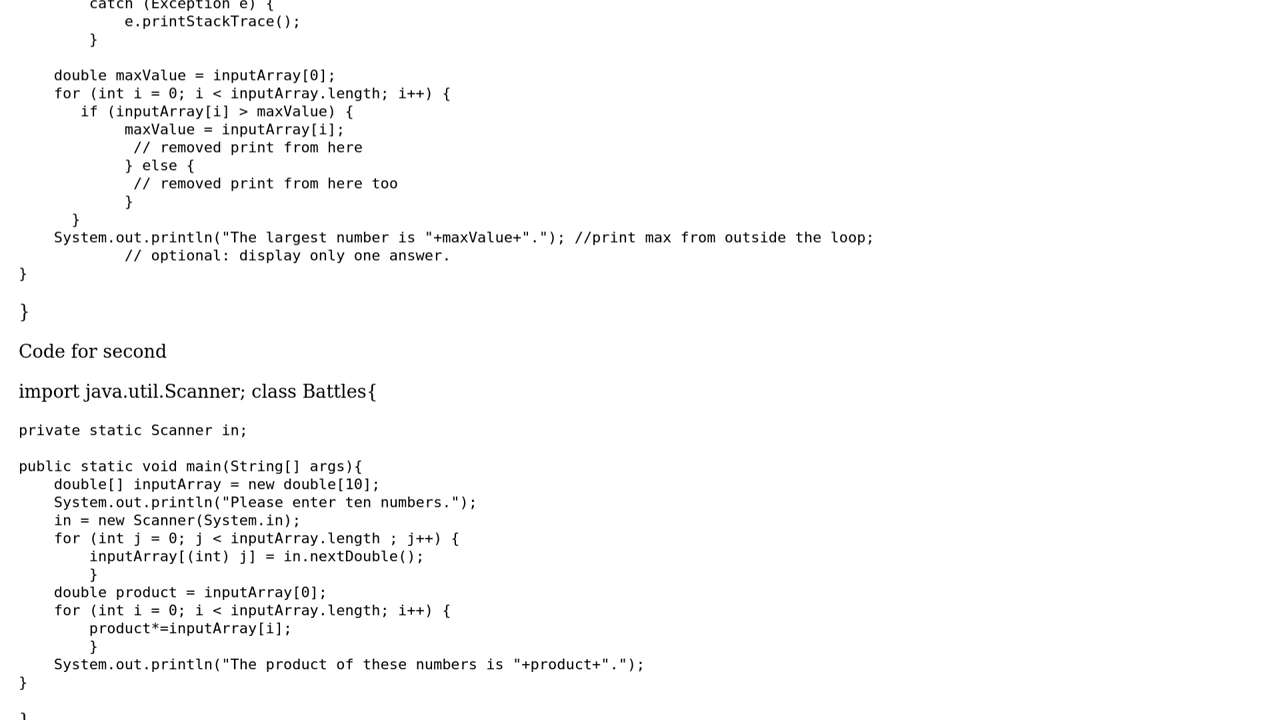 catch (Exception e) {
e.printStackTrace();
}
double maxValue = inputArray[0];
for (int i = 0; i < inputArray.length; i++) {
if (inputArray[i] > maxValue) {
maxValue = inputArray[i];
// removed print from here
} else {
// removed print from here too
}
}
System.out.println("The largest number is "+maxValue+"."); //print max from outside the loop;
// optional: display only one answer.
}
}
Code for second
import java.util.Scanner; class Battles{
private static Scanner in;
public static void main(String[] args){
double[] inputArray = new double[10];
System.out.println("Please enter ten numbers.");
in = new Scanner(System.in);
for (int j = 0; j < inputArray.length ; j++) {
inputArray[(int) j] = in.nextDouble();
}
double product = inputArray[0];
for (int i = 0; i < inputArray.length; i++) {
product*=inputArray[i];
}
System.out.println("The product of these numbers is "+product+".");
}
}